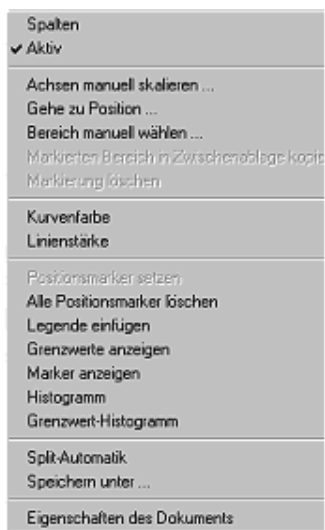 Spalten
Aktiv
Achsen manuell skalieren ...
Gehe zu Position ...
Bereich manuell wählen ...
Markierten Bereich in Zwischenablage kopie
Markierung löschen
Kurvenfarbe
Linienstärke
Positionsmarker setzen
Alle Positionsmarker löschen
Legende einfügen
Grenzwerte anzeigen
Marker anzeigen
Histogramm
Grenzwert-Histogramm
Split-Automatik
Speichern unter ...
Eigenschaften des Dokuments